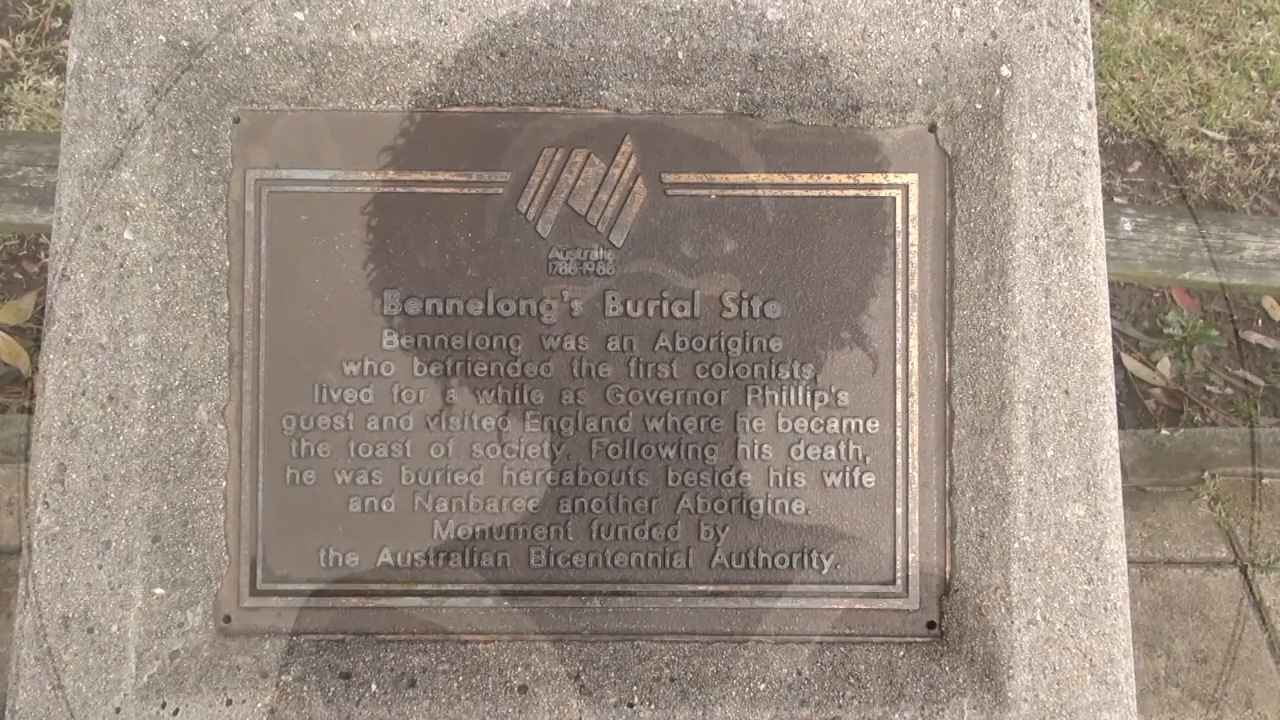 Australia
1788-1988
Bennelong's Burial Site
Bennelong was an Aborigine
who befriended the first colonists,
lived for a while as Governor Phillip's
guest and visited England where he became
the toast of society. Following his death,
he was buried hereabouts beside his wife
and Nanbaree another Aborigine.
Monument funded by
the Australian Bicentennial Authority.